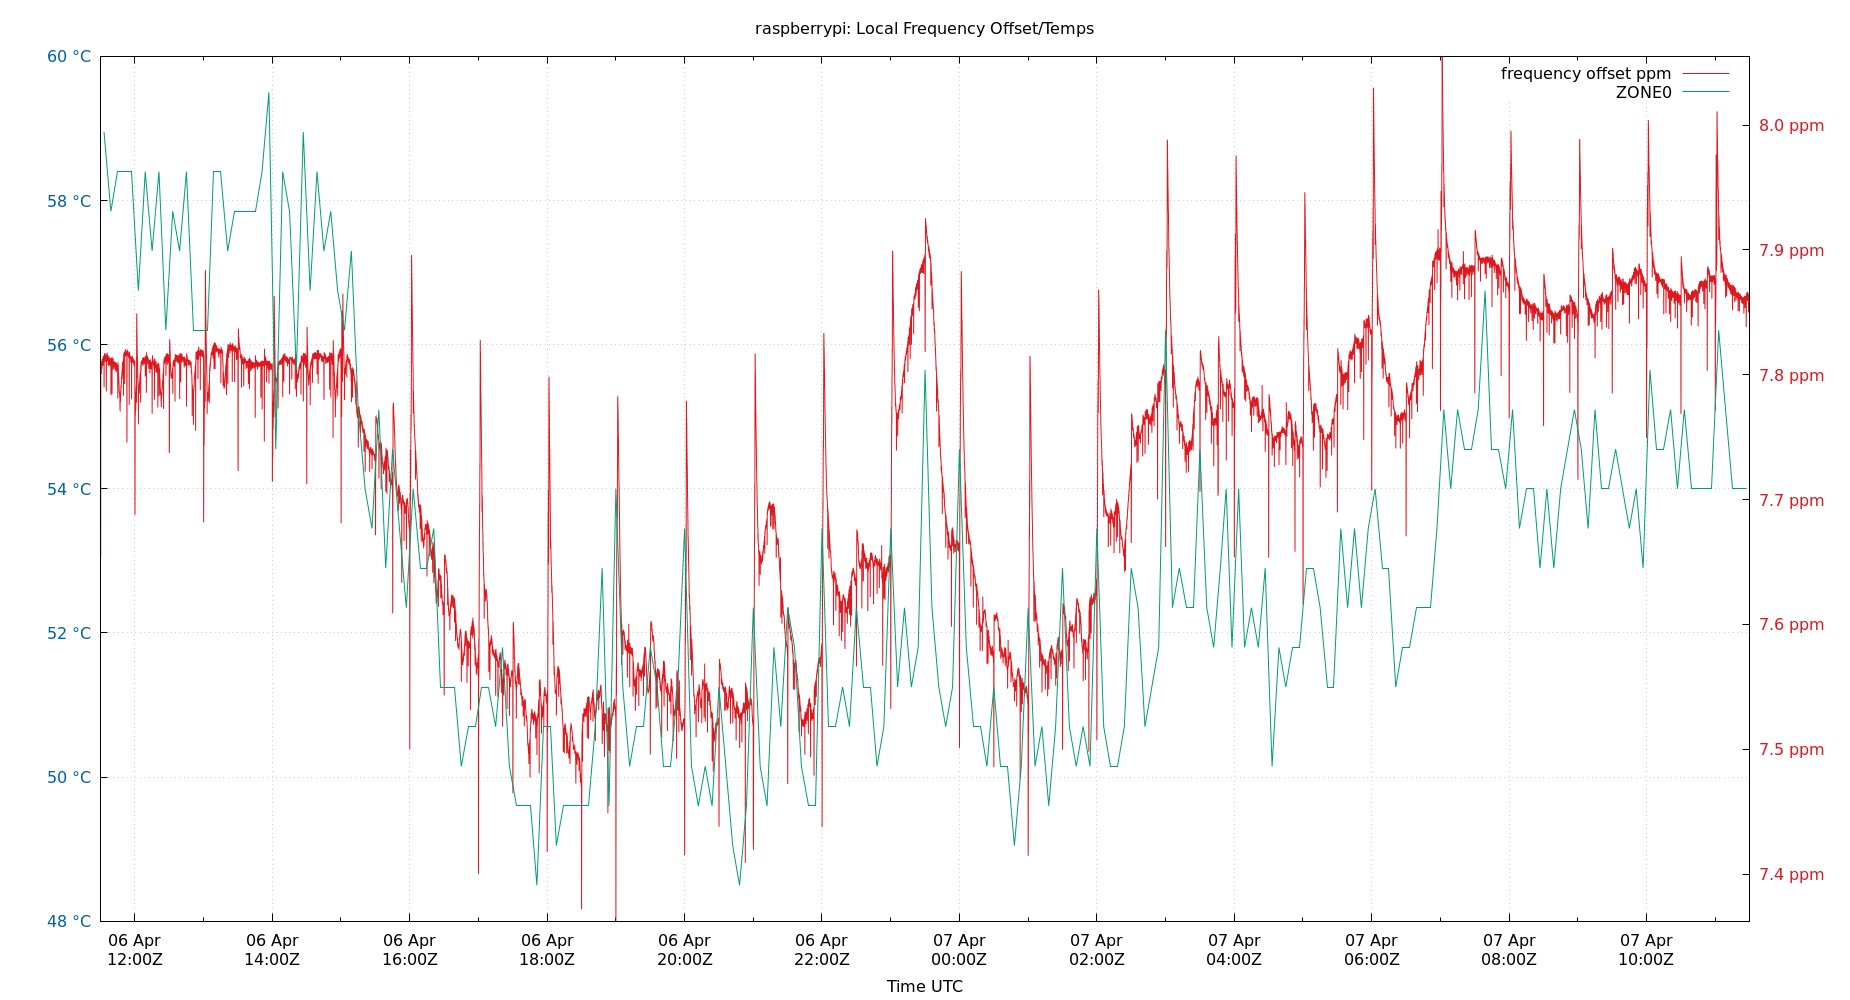 raspberrypi: Local Frequency Offset/Temps
60 °C
58 °C
56 °C
54 °C
52 °C
50 °C
48 °C
frequency offset ppm
ZONE0
8.0 ppm
7.9 ppm
7.8 ppm
7.7 ppm
7.6 ppm
7.5 ppm
7.4 ppm
06 Apr
12:00Z
06 Apr
14:00Z
06 Apr
16:00Z
06 Apr
18:00Z
06 Apr
20:00Z
06 Apr
22:00Z
07 Apr
00:00Z
07 Apr
02:00Z
07 Apr
04:00Z
07 Apr
06:00Z
07 Apr
08:00Z
07 Apr
10:00Z
Time UTC